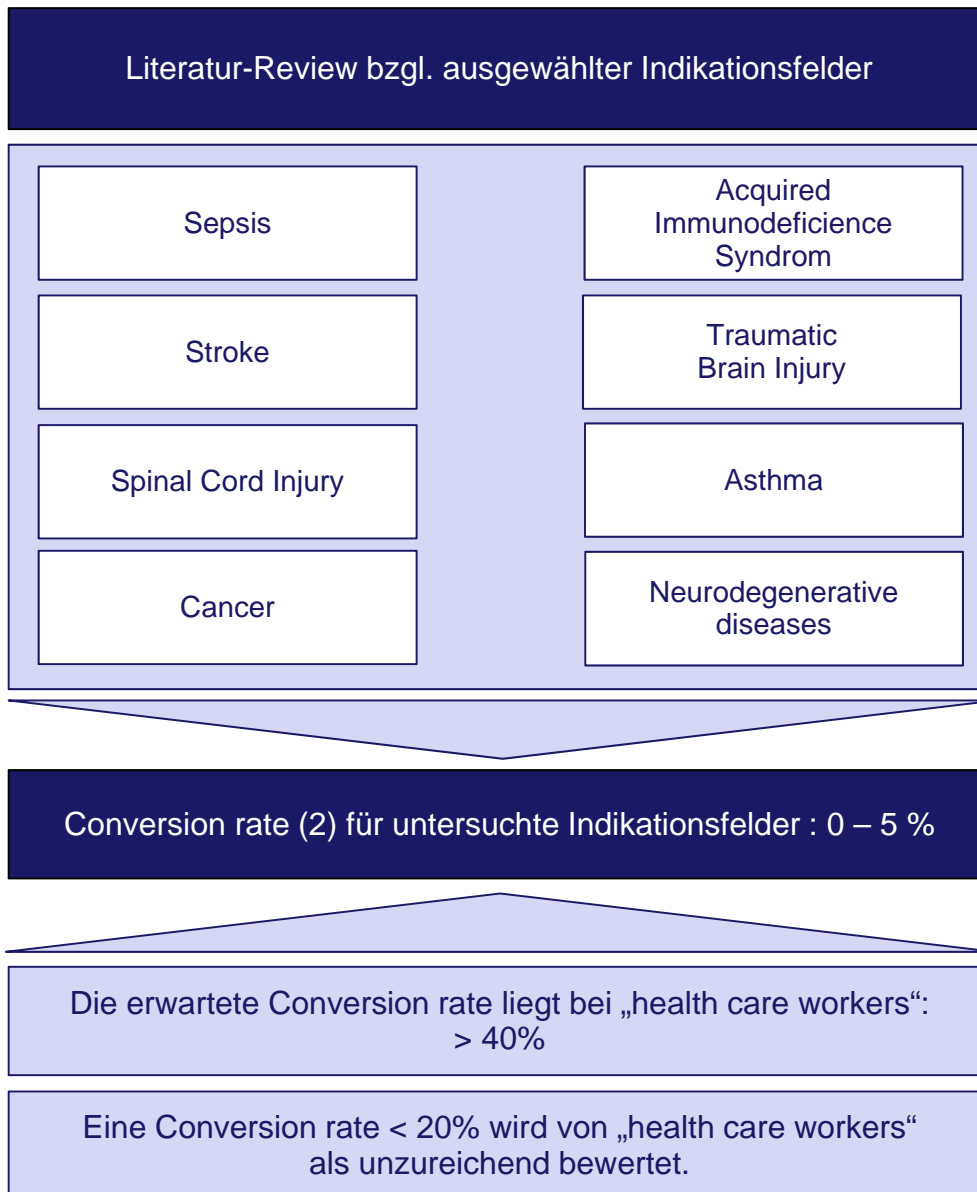 Literatur-Review bzgl. ausgewählter Indikationsfelder
Sepsis
Acquired
Immunodeficience
Syndrom
Stroke
Traumatic
Brain Injury
Spinal Cord Injury
Asthma
Cancer
Neurodegenerative
diseases
Conversion rate (2) für untersuchte Indikationsfelder : 0 – 5 %
Die erwartete Conversion rate liegt bei „health care workers“:
> 40%
Eine Conversion rate < 20% wird von „health care workers“
als unzureichend bewertet.